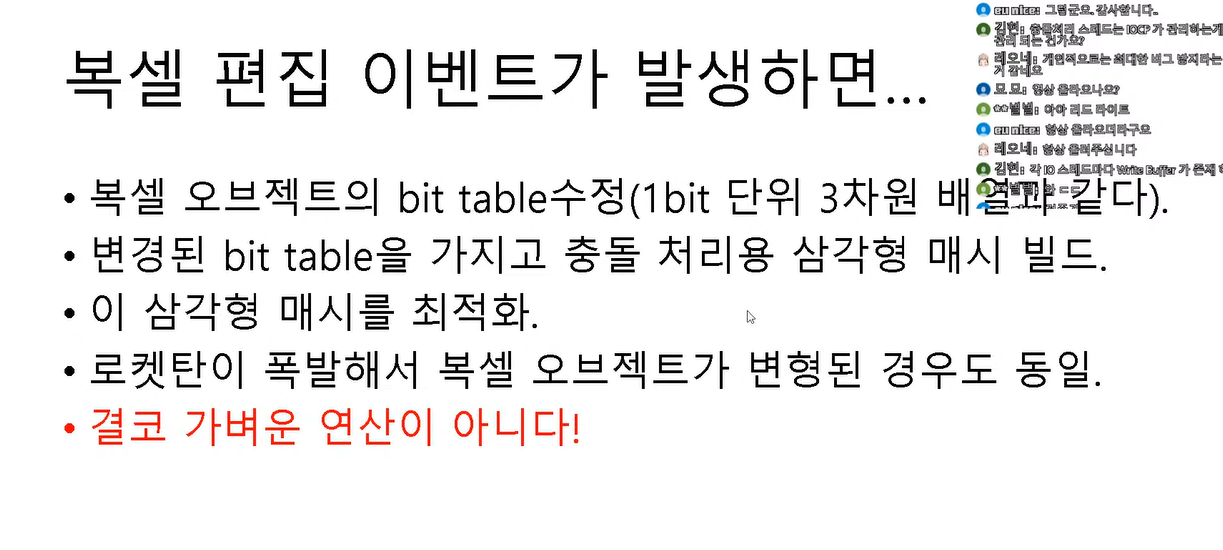 복셀 편집 이벤트가 발생하면...
• 복셀 오브젝트의 bit table수정(1bit 단위 3차원 배열과 같다).
• 변경된 bit table을 가지고 충돌 처리용 삼각형 매시 빌드.
• 이 삼각형 매시를 최적화.
• 로켓탄이 폭발해서 복셀 오브젝트가 변형된 경우도 동일.
• 결코 가벼운 연산이 아니다!
eu nice: 그렇군요. 감사합니다.
김현: 충돌처리 스레드는 IOCP 가 관리하는게
관리 되는 건가요?
레오네: 개인적으로는 최대한 버그 방지라는
거 같네요
묘묘: 영상 올라오나요?
**별별: 아아 리드 라이트
eu nice: 항상 올라오더라구요
레오네: 항상 올려주십니다
김현: 각 IO 스레드마다 Write Buffer 가 존재